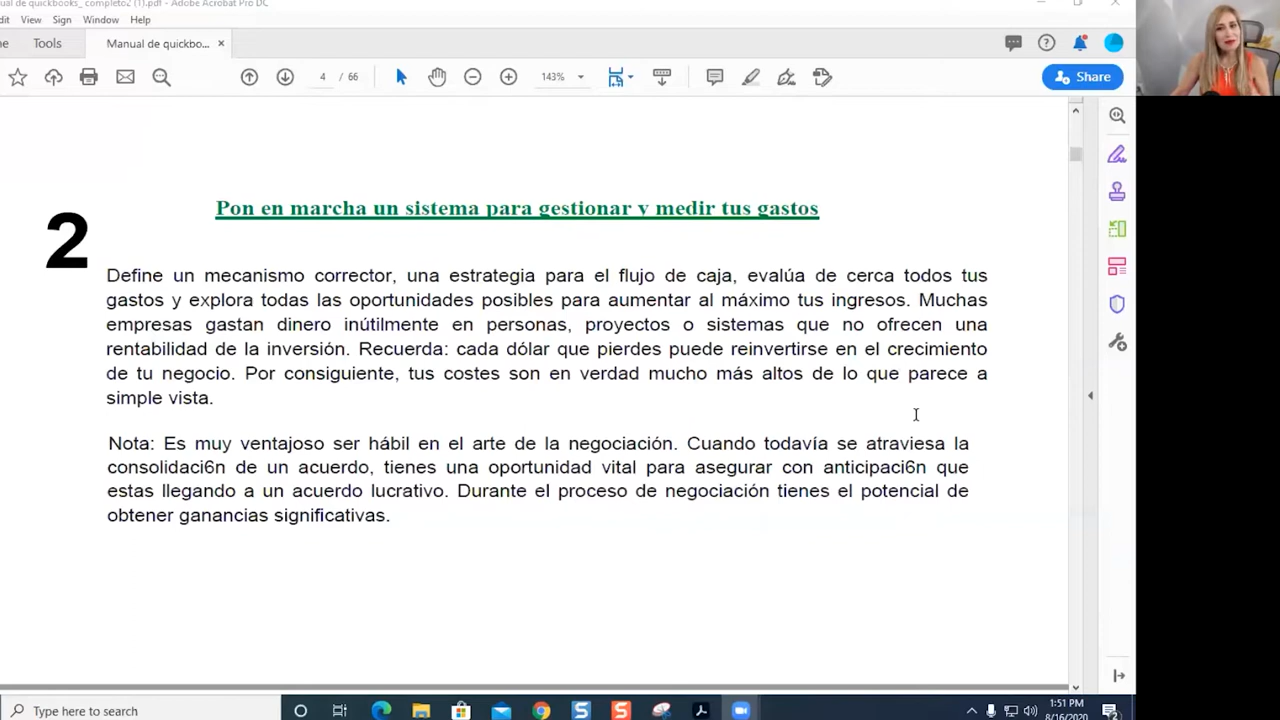 ual de quickbooks_ completo2 (1).pdf - Adobe Acrobat Pro DC
dit View Sign Window Help
ne Tools Manual de quickbo... ×
4 / 66 143% Share
2
Pon en marcha un sistema para gestionar y medir tus gastos
Define un mecanismo corrector, una estrategia para el flujo de caja, evalúa de cerca todos tus
gastos y explora todas las oportunidades posibles para aumentar al máximo tus ingresos. Muchas
empresas gastan dinero inútilmente en personas, proyectos o sistemas que no ofrecen una
rentabilidad de la inversión. Recuerda: cada dólar que pierdes puede reinvertirse en el crecimiento
de tu negocio. Por consiguiente, tus costes son en verdad mucho más altos de lo que parece a
simple vista.
Nota: Es muy ventajoso ser hábil en el arte de la negociación. Cuando todavía se atraviesa la
consolidaci6n de un acuerdo, tienes una oportunidad vital para asegurar con anticipaci6n que
estas llegando a un acuerdo lucrativo. Durante el proceso de negociación tienes el potencial de
obtener ganancias significativas.
Type here to search
1:51 PM
8/16/2020
2